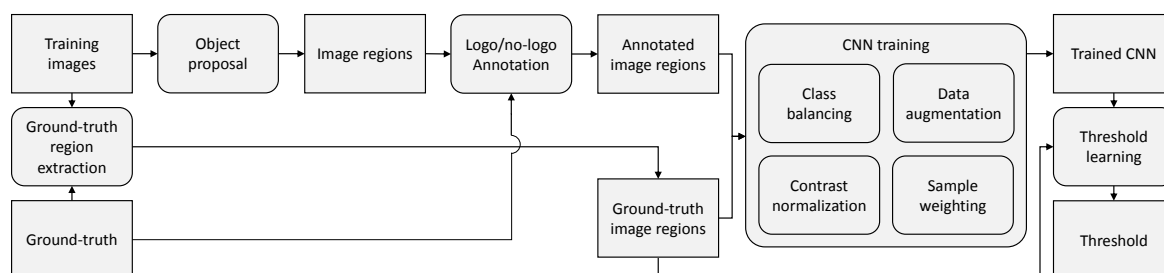 Training
images
Object
proposal
Image regions
Logo/no-logo
Annotation
Annotated
image regions
CNN training
Class
balancing
Data
augmentation
Contrast
normalization
Sample
weighting
Trained CNN
Ground-truth
region
extraction
Threshold
learning
Ground-truth
Ground-truth
image regions
Threshold